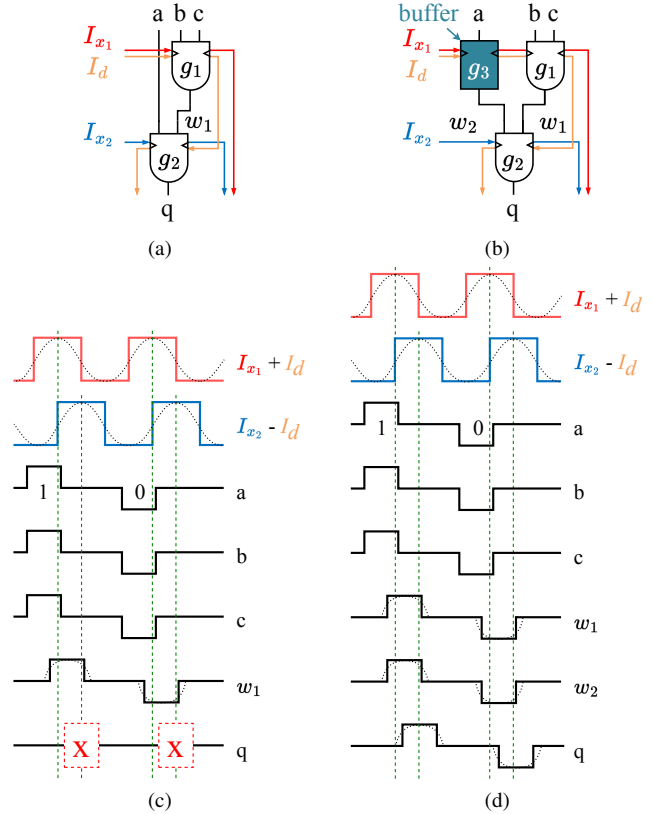 a b c
I_{x_1}
I_d
g_1
I_{x_2}
w_1
g_2
q
(a)
buffer
a b c
I_{x_1}
I_d
g_3
g_1
w_2
w_1
I_{x_2}
g_2
q
(b)
I_{x_1} + I_d
I_{x_2} - I_d
1 0 a
b
c
w_1
X X q
(c)
I_{x_1} + I_d
I_{x_2} - I_d
1 0 a
b
c
w_1
w_2
q
(d)